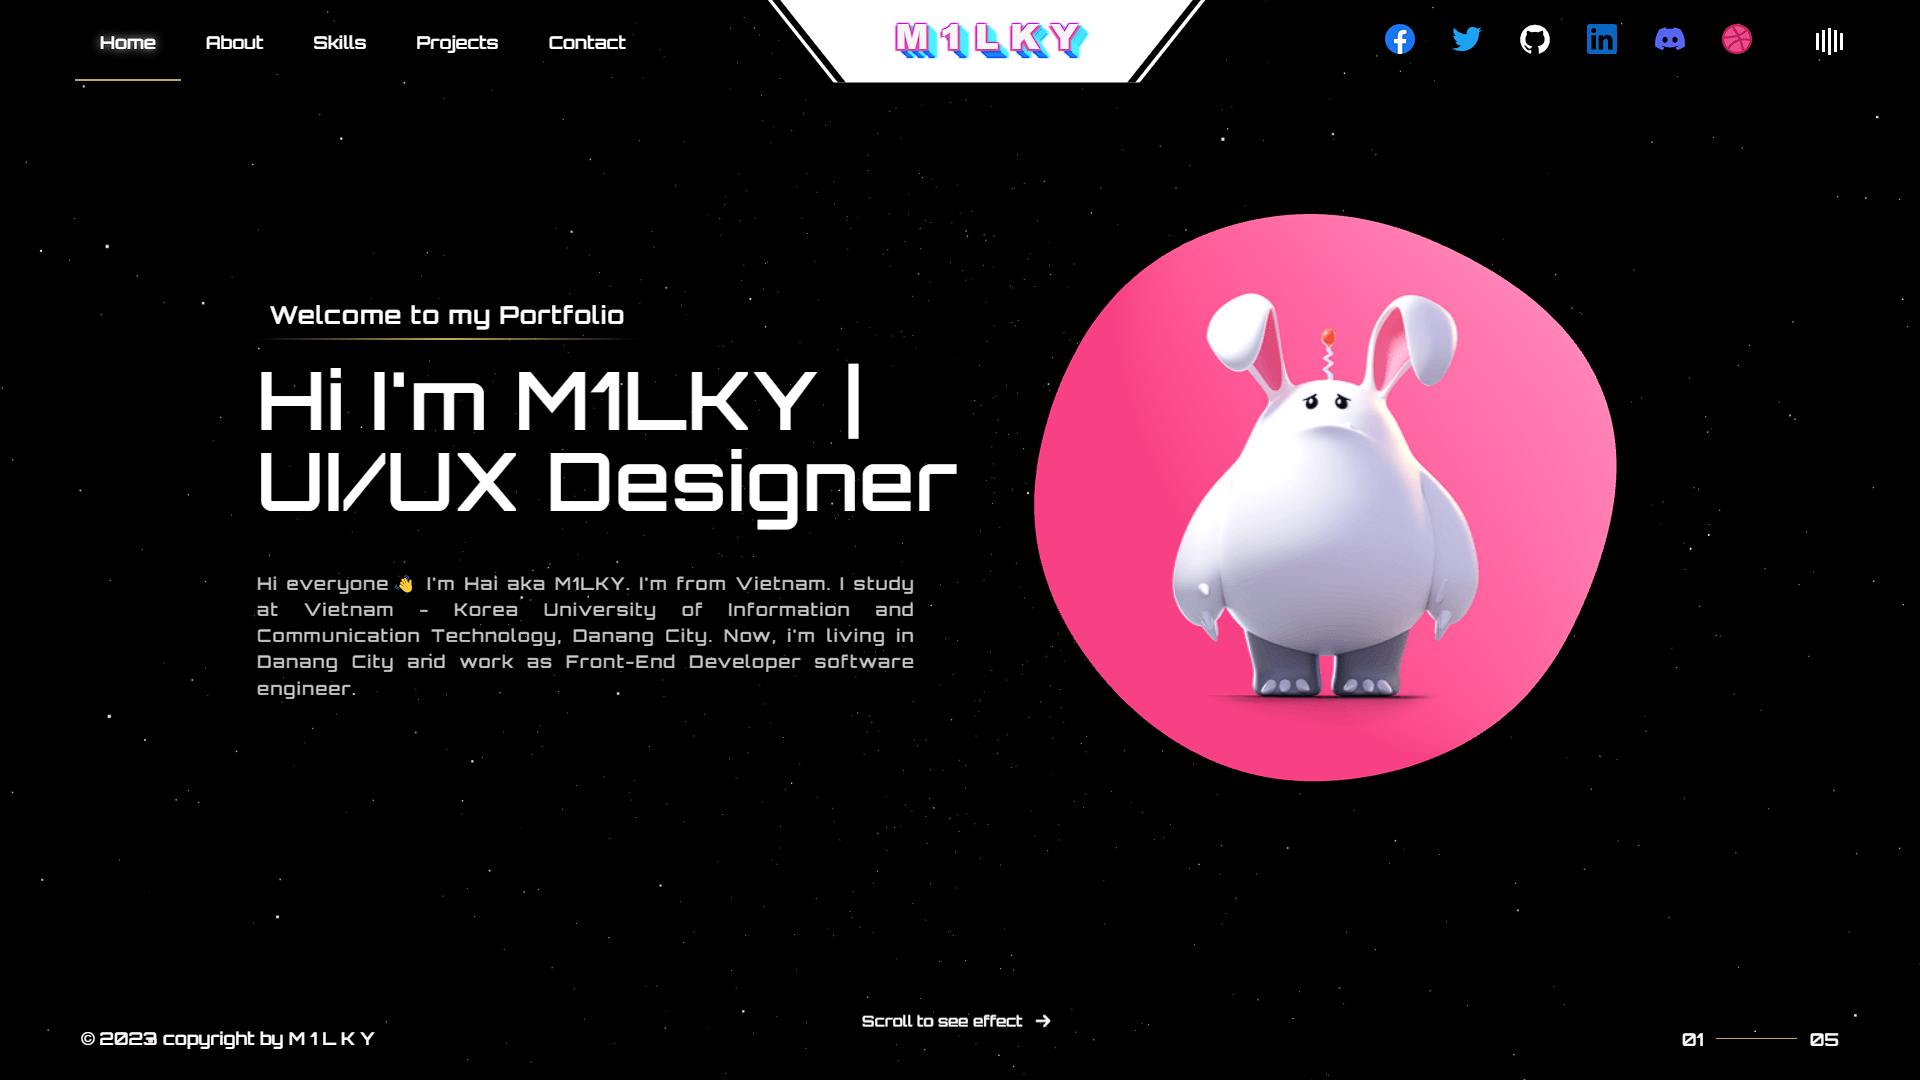 Home About Skills Projects Contact
M1LKY
Welcome to my Portfolio
Hi I'm M1LKY |
UI/UX Designer
Hi everyone 👋 I'm Hai aka M1LKY. I'm from Vietnam. I study
at Vietnam - Korea University of Information and
Communication Technology, Danang City. Now, i'm living in
Danang City and work as Front-End Developer software
engineer.
Scroll to see effect →
© 2023 copyright by M 1 L K Y
01 05